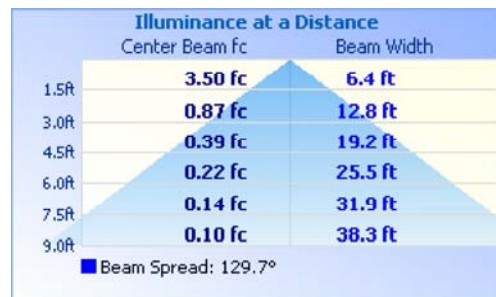 Illuminance at a Distance
Center Beam fc Beam Width
1.5ft 3.50 fc 6.4 ft
3.0ft 0.87 fc 12.8 ft
4.5ft 0.39 fc 19.2 ft
6.0ft 0.22 fc 25.5 ft
7.5ft 0.14 fc 31.9 ft
9.0ft 0.10 fc 38.3 ft
Beam Spread: 129.7º